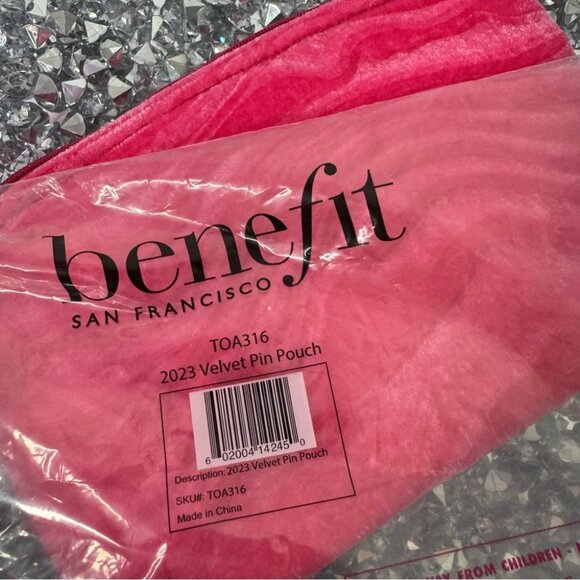 benefit
SAN FRANCISCO
TOA316
2023 Velvet Pin Pouch
6 02004 14245 0
Description: 2023 Velvet Pin Pouch
SKU#: TOA316
Made in China
FROM CHILDREN -